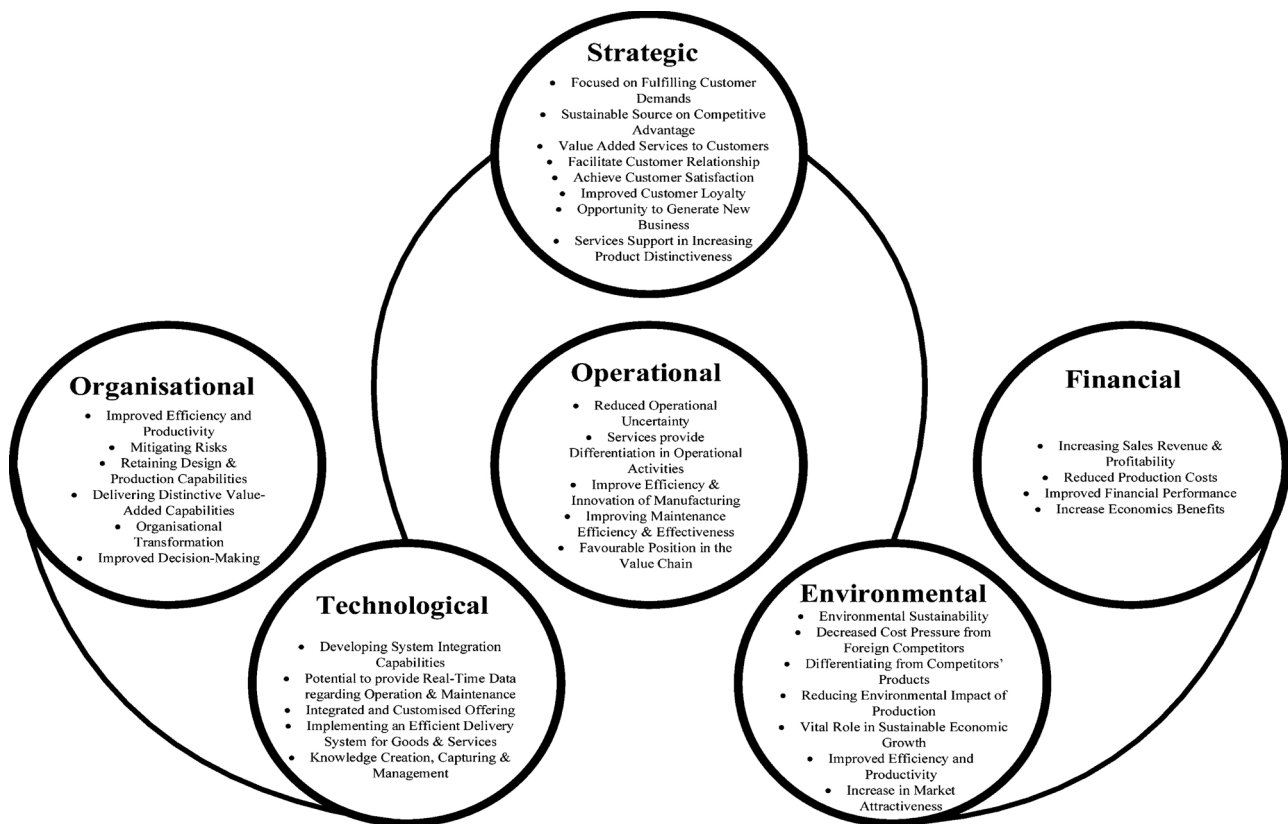 Strategic
• Focused on Fulfilling Customer
Demands
• Sustainable Source on Competitive
Advantage
• Value Added Services to Customers
• Facilitate Customer Relationship
• Achieve Customer Satisfaction
• Improved Customer Loyalty
• Opportunity to Generate New
Business
• Services Support in Increasing
Product Distinctiveness
Organisational
• Improved Efficiency and
Productivity
• Mitigating Risks
• Retaining Design &
Production Capabilities
• Delivering Distinctive Value-
Added Capabilities
• Organisational
Transformation
• Improved Decision-Making
Operational
• Reduced Operational
Uncertainty
• Services provide
Differentiation in Operational
Activities
• Improve Efficiency &
Innovation of Manufacturing
• Improving Maintenance
Efficiency & Effectiveness
• Favourable Position in the
Value Chain
Financial
• Increasing Sales Revenue &
Profitability
• Reduced Production Costs
• Improved Financial Performance
• Increase Economics Benefits
Technological
• Developing System Integration
Capabilities
• Potential to provide Real-Time Data
regarding Operation & Maintenance
• Integrated and Customised Offering
• Implementing an Efficient Delivery
System for Goods & Services
• Knowledge Creation, Capturing &
Management
Environmental
• Environmental Sustainability
• Decreased Cost Pressure from
Foreign Competitors
• Differentiating from Competitors’
Products
• Reducing Environmental Impact of
Production
• Vital Role in Sustainable Economic
Growth
• Improved Efficiency and
Productivity
• Increase in Market
Attractiveness